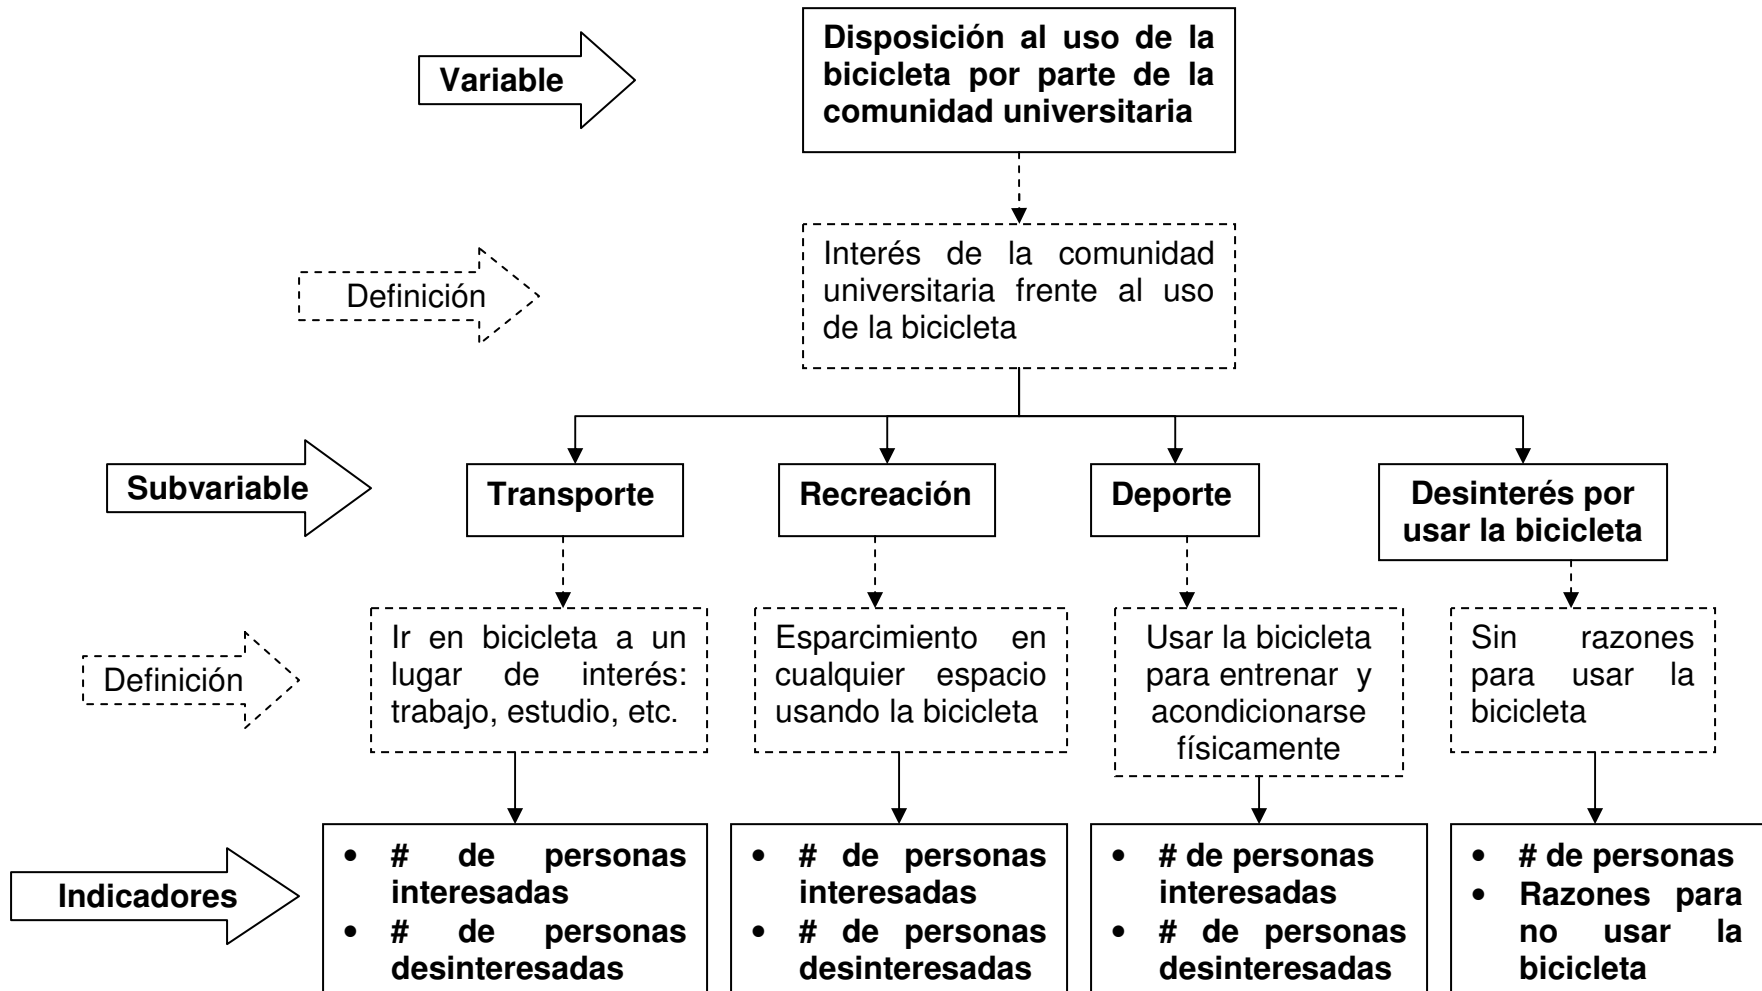 Variable
Disposición al uso de la
bicicleta por parte de la
comunidad universitaria
Definición
Interés de la comunidad
universitaria frente al uso
de la bicicleta
Subvariable
Transporte
Recreación
Deporte
Desinterés por
usar la bicicleta
Definición
Ir en bicicleta a un
lugar de interés:
trabajo, estudio, etc.
Esparcimiento en
cualquier espacio
usando la bicicleta
Usar la bicicleta
para entrenar y
acondicionarse
físicamente
Sin razones
para usar la
bicicleta
Indicadores
• # de personas
interesadas
• # de personas
desinteresadas
• # de personas
interesadas
• # de personas
desinteresadas
• # de personas
interesadas
• # de personas
desinteresadas
• # de personas
• Razones para
no usar la
bicicleta